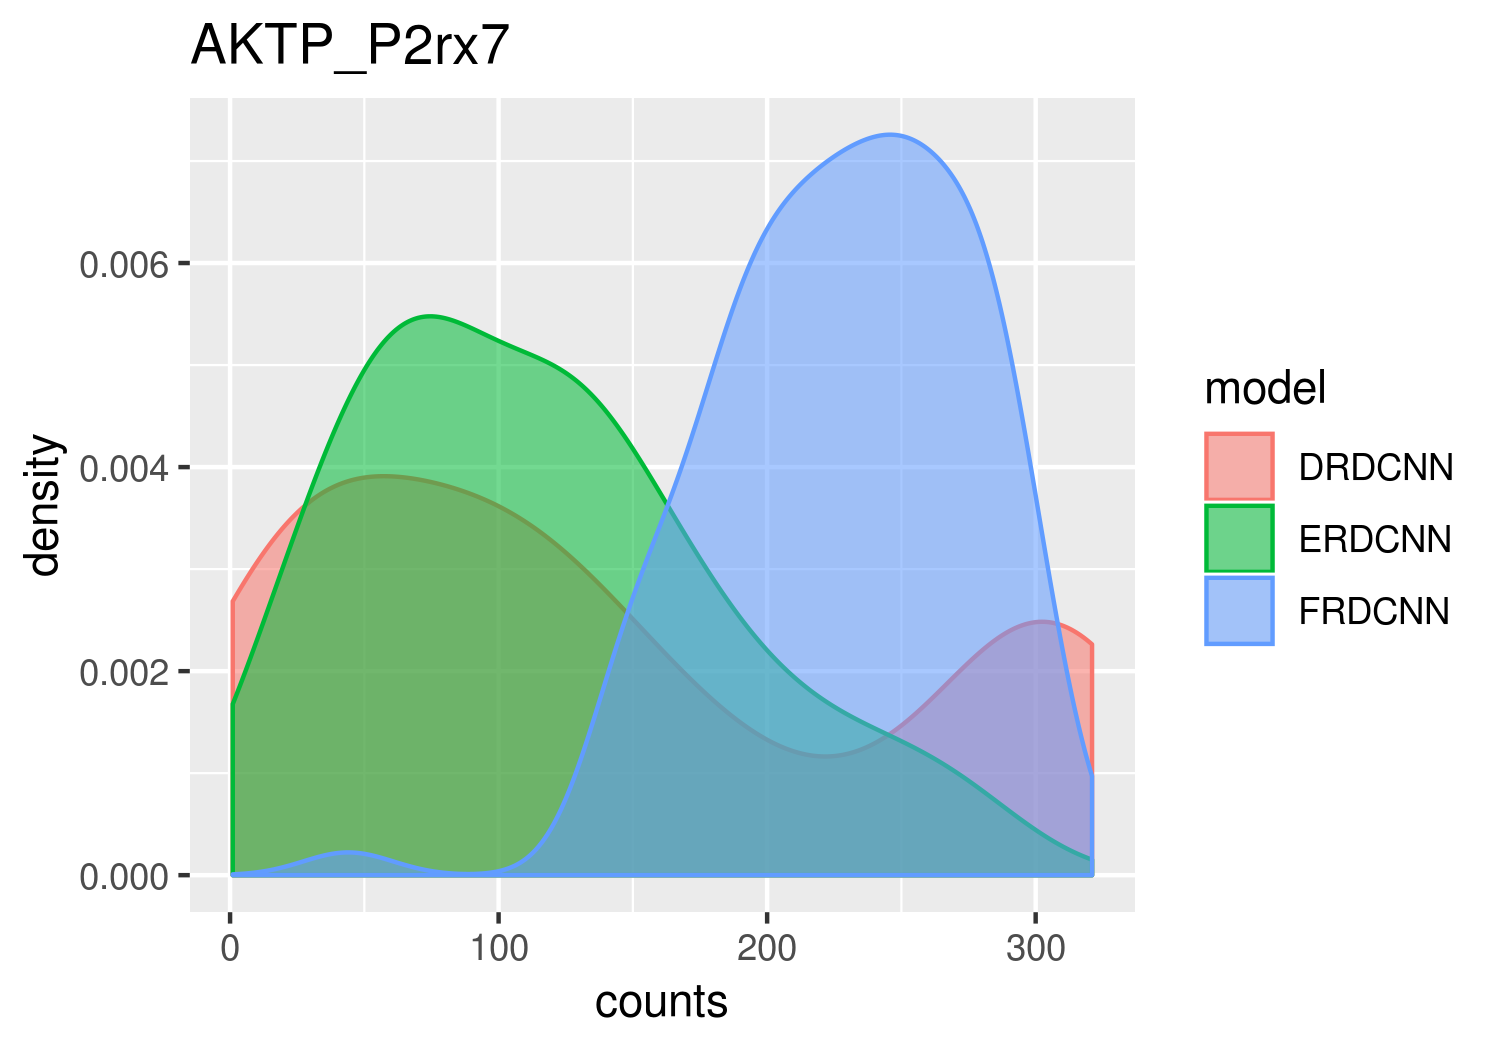 AKTP_P2rx7
density
0.006
0.004
0.002
0.000
0 100 200 300
counts
model
DRDCNN
ERDCNN
FRDCNN